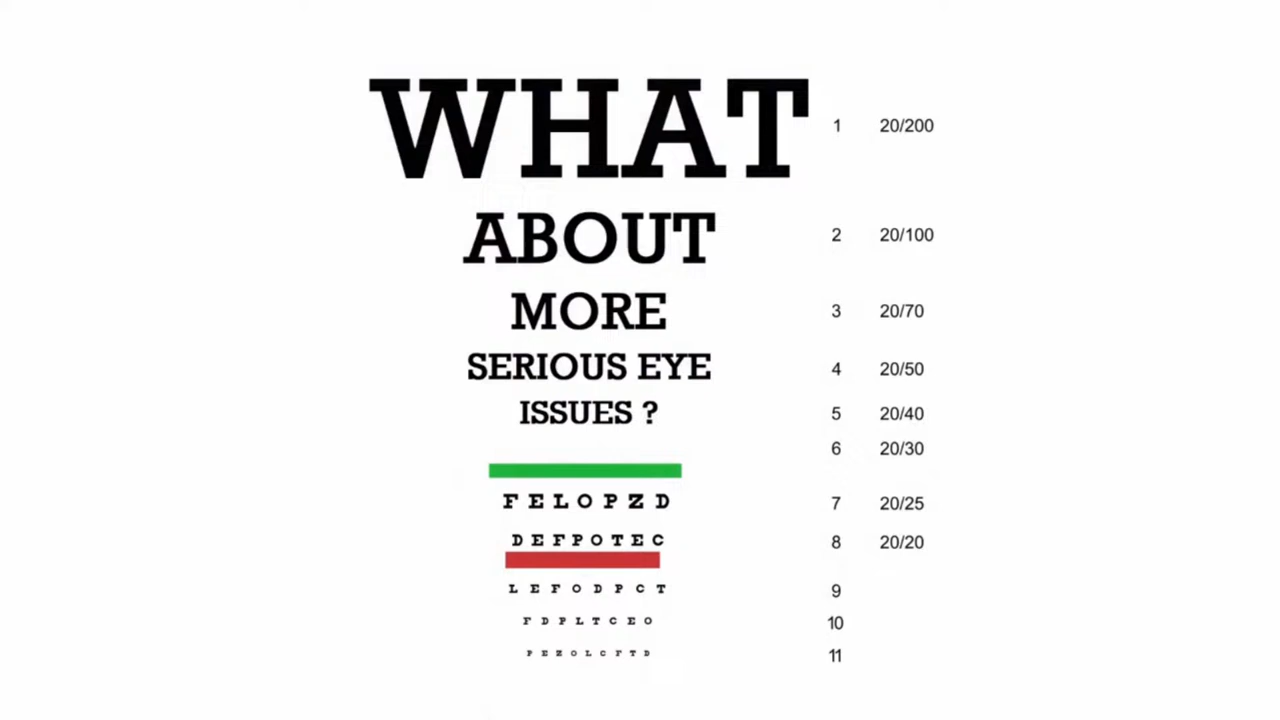 WHAT 1 20/200
ABOUT 2 20/100
MORE 3 20/70
SERIOUS EYE 4 20/50
ISSUES ? 5 20/40
6 20/30
F E L O P Z D 7 20/25
D E F P O T E C 8 20/20
L E F O D P C T 9
F D P L T C E O 10
P E Z O L C F T D 11